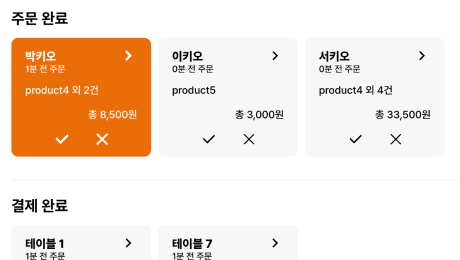 주문 완료
박키오
1분 전 주문
product4 외 2건
총 8,500원
이키오
0분 전 주문
product5
총 3,000원
서키오
0분 전 주문
product4 외 4건
총 33,500원
결제 완료
테이블 1
1분 전 주문
테이블 7
1분 전 주문